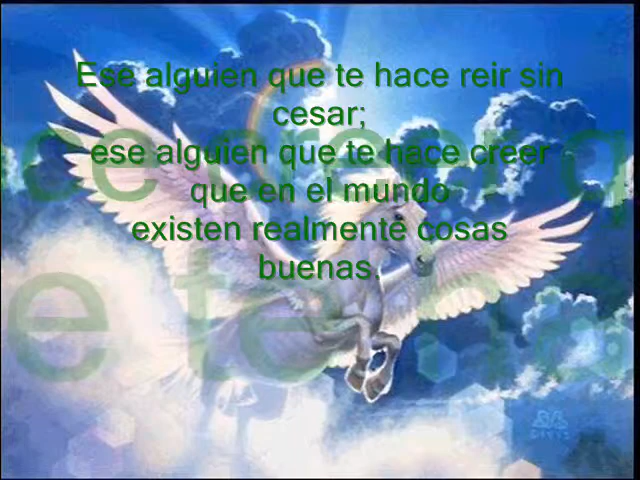 Ese alguien que te hace reir sin
cesar;
ese alguien que te hace creer
que en el mundo
existen realmente cosas
buenas.